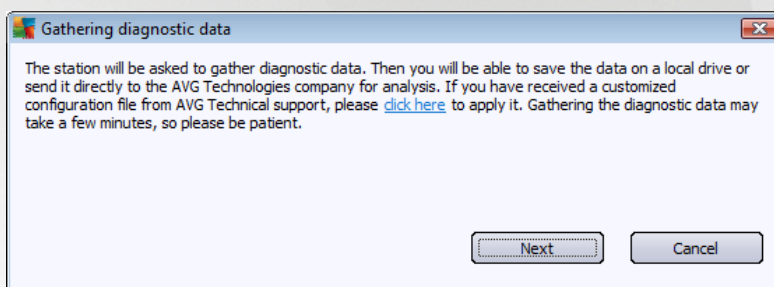 Gathering diagnostic data
The station will be asked to gather diagnostic data. Then you will be able to save the data on a local drive or
send it directly to the AVG Technologies company for analysis. If you have received a customized
configuration file from AVG Technical support, please click here to apply it. Gathering the diagnostic data may
take a few minutes, so please be patient.
Next Cancel